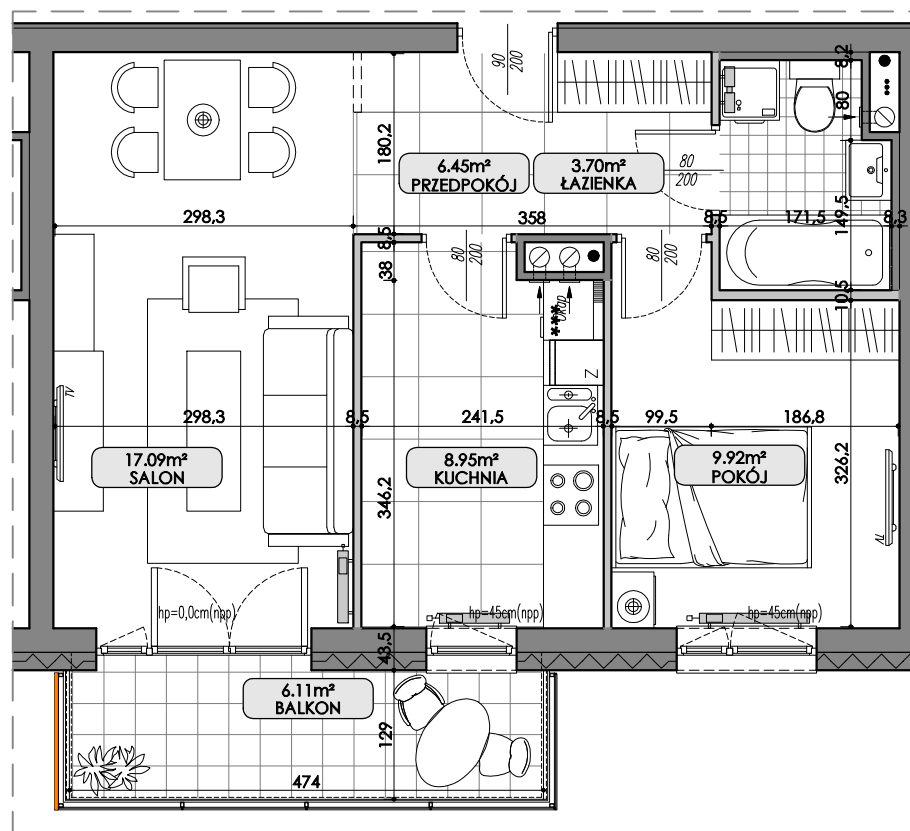 90
200
8,2
80
180,2
6.45m²
PRZEDPOKÓJ
3.70m²
ŁAZIENKA
80
200
298,3
358
8,5
171,5
149,5
8,3
8,5
80
200
80
200
38
10,5
Okap
TV
Z
298,3
8,5
241,5
8,5
99,5
186,8
17.09m²
SALON
8.95m²
KUCHNIA
9.92m²
POKÓJ
346,2
326,2
AL
hp=0,0cm(npp)
hp=45cm(npp)
hp=45cm(npp)
43,5
6.11m²
BALKON
129
474